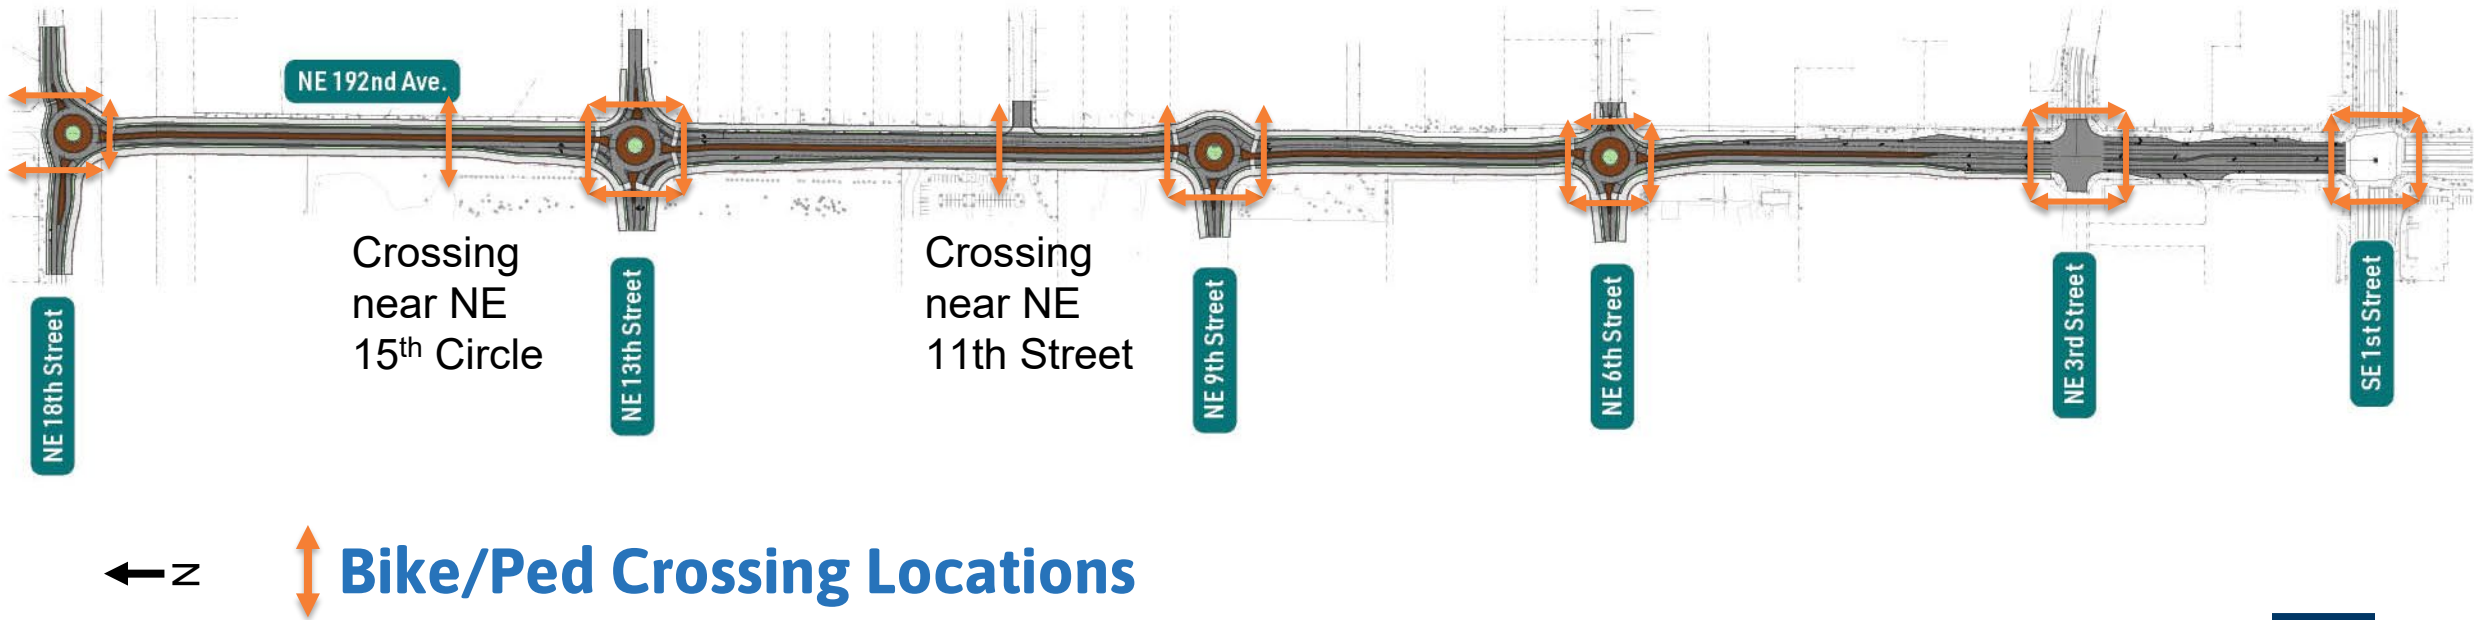 NE 192nd Ave.
Crossing
near NE
15th Circle
Crossing
near NE
11th Street
NE 18th Street
NE 13th Street
NE 9th Street
NE 6th Street
NE 3rd Street
SE 1st Street
N
Bike/Ped Crossing Locations